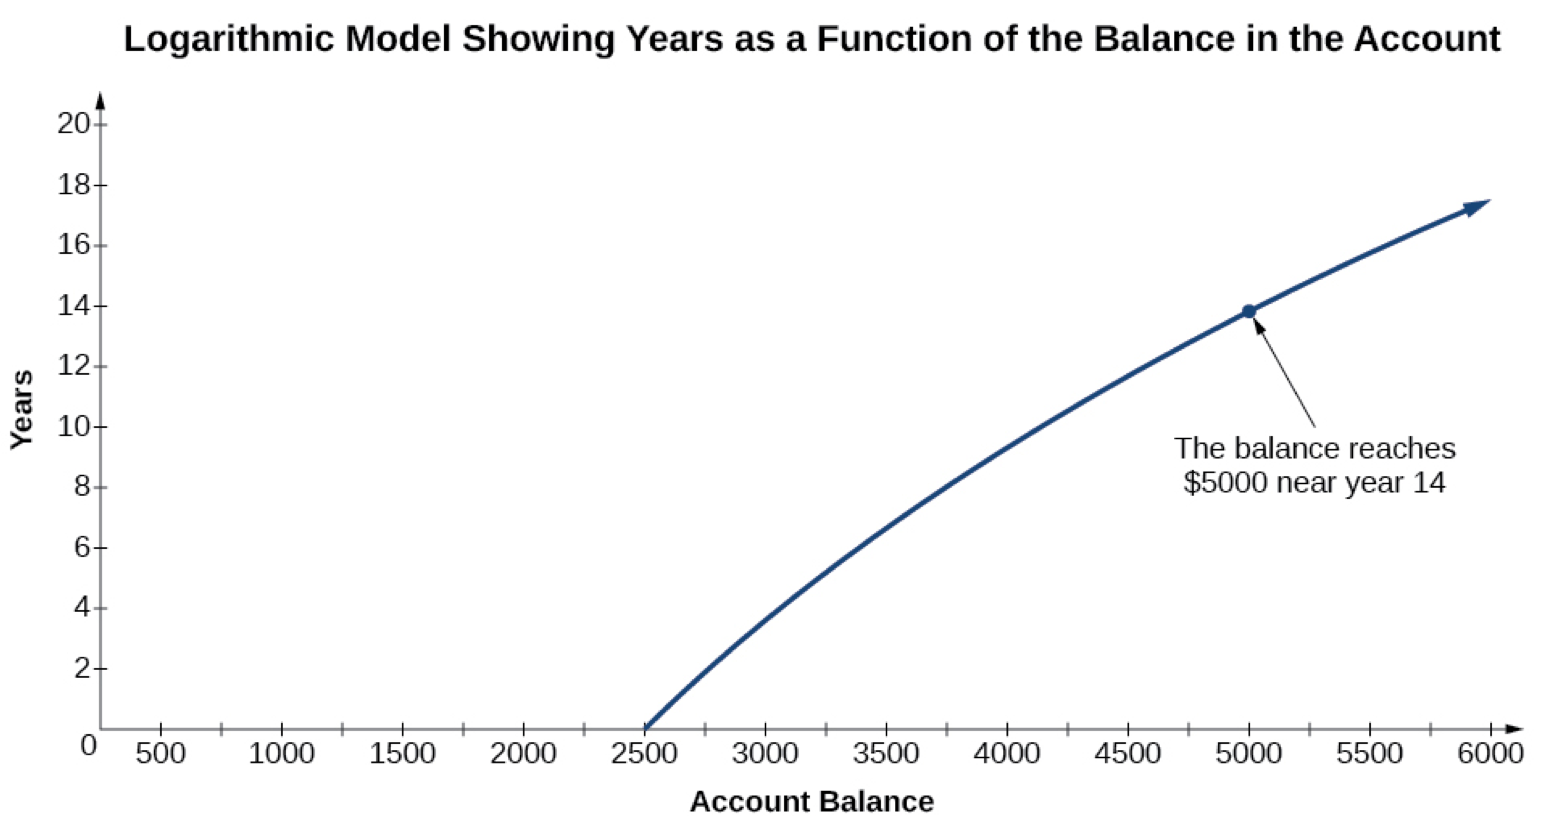 Logarithmic Model Showing Years as a Function of the Balance in the Account
20
18
16
14
12
10
8
6
4
2
0
Years
The balance reaches
$5000 near year 14
500 1000 1500 2000 2500 3000 3500 4000 4500 5000 5500 6000
Account Balance